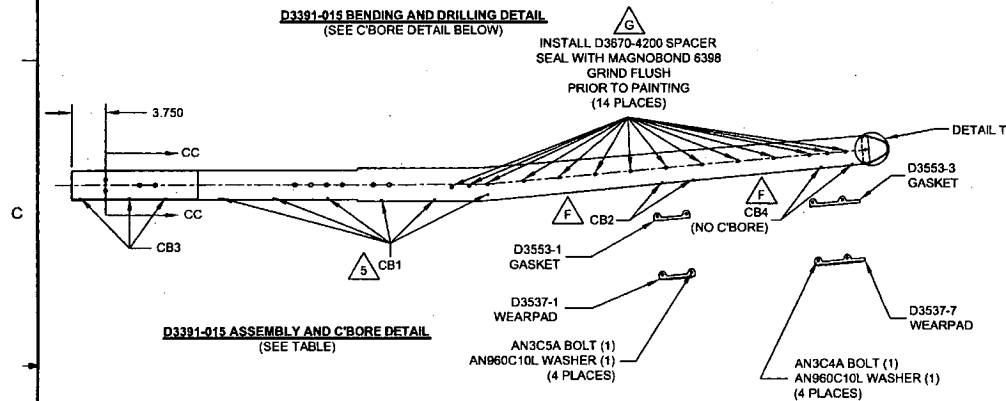 D3391-015 BENDING AND DRILLING DETAIL
(SEE C'BORE DETAIL BELOW)
G
INSTALL D3670-4200 SPACER
SEAL WITH MAGNOBOND 6398
GRIND FLUSH
PRIOR TO PAINTING
(14 PLACES)
3.750
CC
DETAIL T
D3553-3
GASKET
C
CC
F
CB2
F
CB4
(NO C'BORE)
CB3
5
CB1
D3553-1
GASKET
D3537-1
WEARPAD
D3537-7
WEARPAD
D3391-015 ASSEMBLY AND C'BORE DETAIL
(SEE TABLE)
AN3C5A BOLT (1)
AN960C10L WASHER (1)
(4 PLACES)
AN3C4A BOLT (1)
AN960C10L WASHER (1)
(4 PLACES)